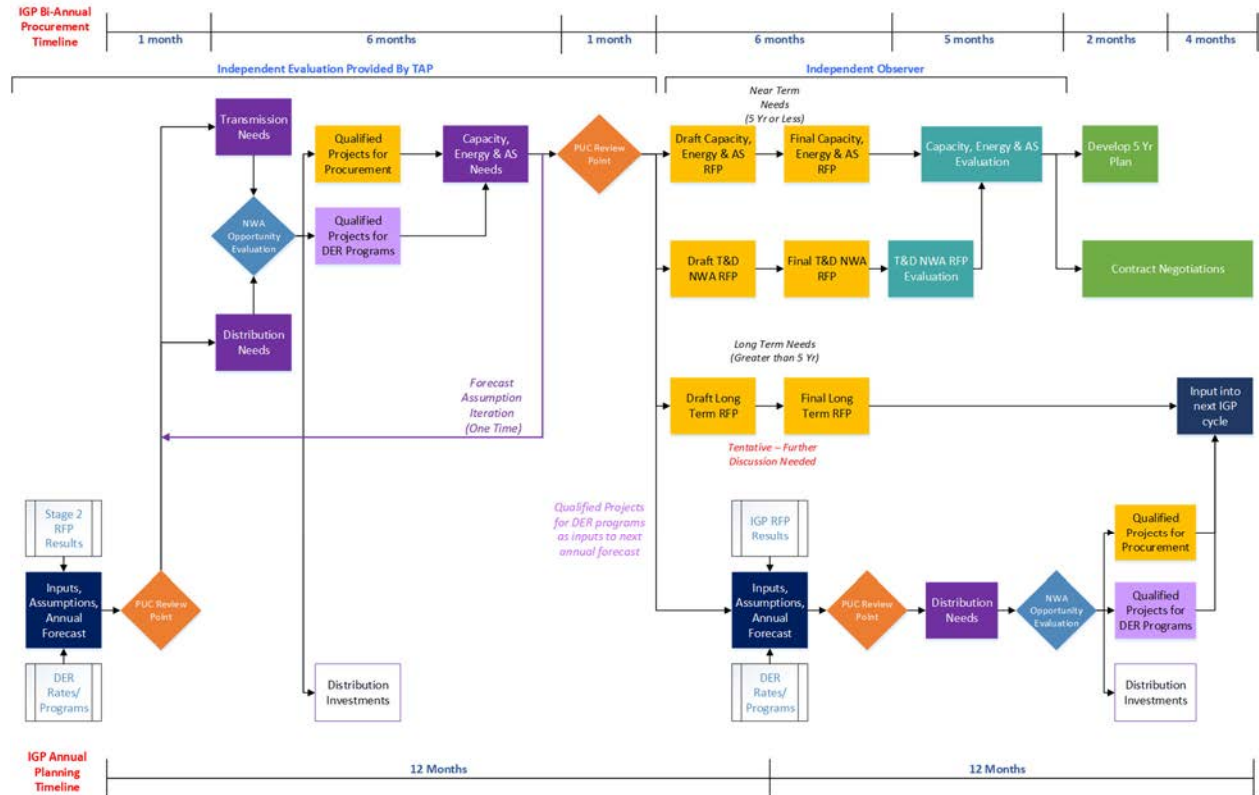 IGP Bi-Annual
Procurement
Timeline
1 month
6 months
1 month
6 months
5 months
2 months
4 months
Independent Evaluation Provided By TAP
Independent Observer
Transmission
Needs
NWA
Opportunity
Evaluation
Distribution
Needs
Qualified
Projects for
Procurement
Qualified
Projects for
DER Programs
Capacity,
Energy & AS
Needs
PUC Review
Point
Near Term
Needs
(5 Yr or Less)
Draft Capacity,
Energy & AS
RFP
Final Capacity,
Energy & AS
RFP
Capacity, Energy & AS
Evaluation
Develop 5 Yr
Plan
Draft T&D
NWA RFP
Final T&D NWA
RFP
T&D NWA RFP
Evaluation
Contract Negotiations
Long Term Needs
(Greater than 5 Yr)
Draft Long
Term RFP
Final Long
Term RFP
Input into
next IGP
cycle
Tentative – Further
Discussion Needed
Forecast
Assumption
Iteration
(One Time)
Qualified Projects
for DER programs
as inputs to next
annual forecast
Stage 2
RFP
Results
Inputs,
Assumptions,
Annual
Forecast
DER
Rates/
Programs
PUC Review
Point
Distribution
Investments
IGP RFP
Results
Inputs,
Assumptions,
Annual
Forecast
DER
Rates/
Programs
PUC Review
Point
Distribution
Needs
NWA
Opportunity
Evaluation
Qualified
Projects for
Procurement
Qualified
Projects for
DER Programs
Distribution
Investments
IGP Annual
Planning
Timeline
12 Months
12 Months